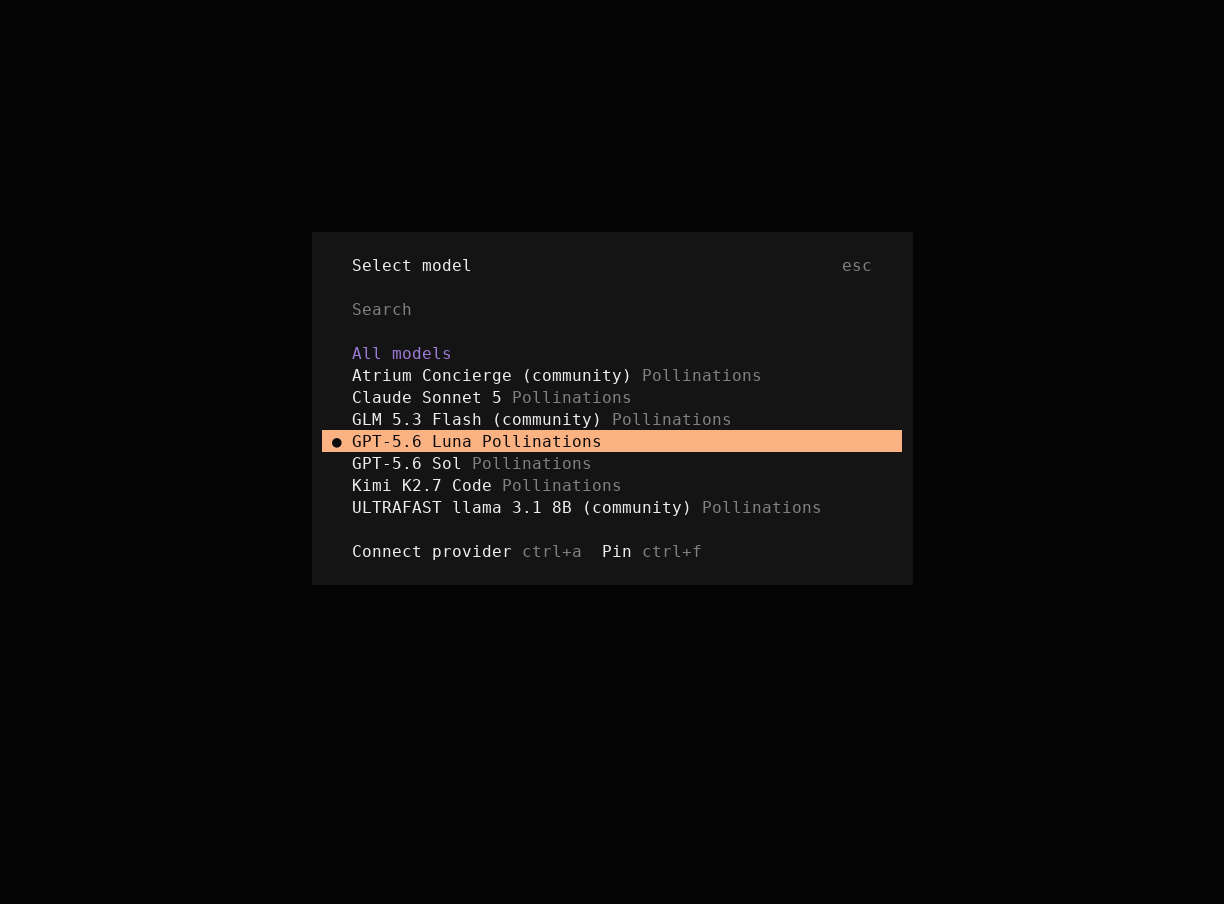 Select model esc
Search
All models
Atrium Concierge (community) Pollinations
Claude Sonnet 5 Pollinations
GLM 5.3 Flash (community) Pollinations
● GPT-5.6 Luna Pollinations
GPT-5.6 Sol Pollinations
Kimi K2.7 Code Pollinations
ULTRAFAST llama 3.1 8B (community) Pollinations
Connect provider ctrl+a Pin ctrl+f